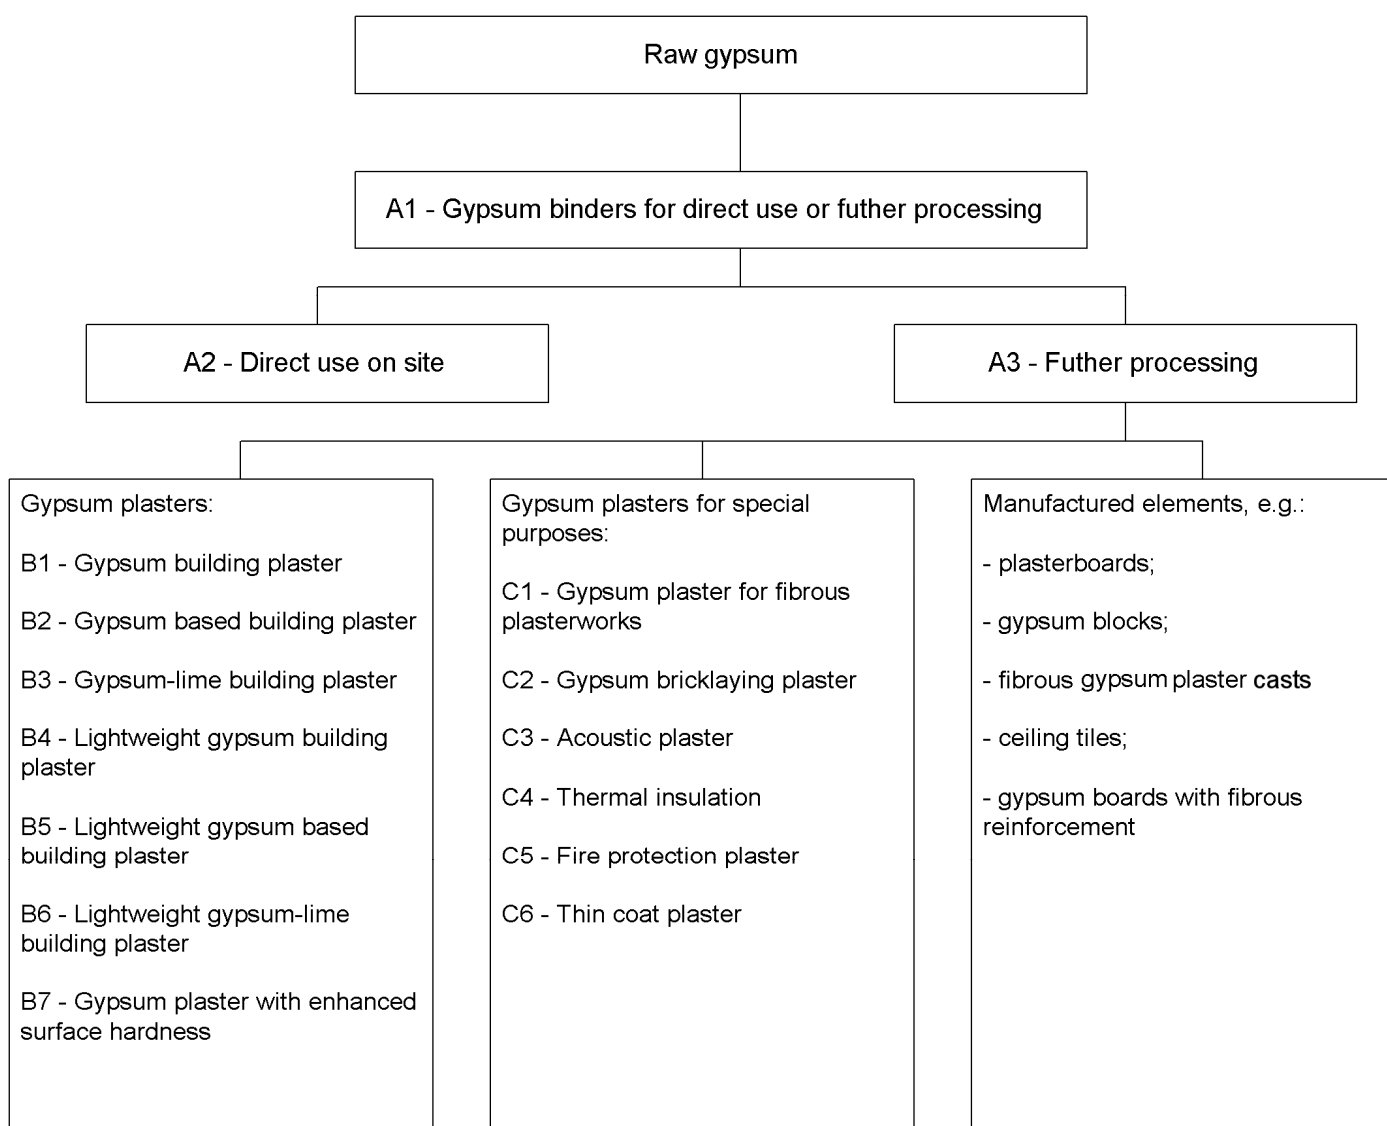 Raw gypsum
A1 - Gypsum binders for direct use or futher processing
A2 - Direct use on site
A3 - Futher processing
Gypsum plasters:
B1 - Gypsum building plaster
B2 - Gypsum based building plaster
B3 - Gypsum-lime building plaster
B4 - Lightweight gypsum building
plaster
B5 - Lightweight gypsum based
building plaster
B6 - Lightweight gypsum-lime
building plaster
B7 - Gypsum plaster with enhanced
surface hardness
Gypsum plasters for special
purposes:
C1 - Gypsum plaster for fibrous
plasterworks
C2 - Gypsum bricklaying plaster
C3 - Acoustic plaster
C4 - Thermal insulation
C5 - Fire protection plaster
C6 - Thin coat plaster
Manufactured elements, e.g.:
- plasterboards;
- gypsum blocks;
- fibrous gypsum plaster casts
- ceiling tiles;
- gypsum boards with fibrous
reinforcement